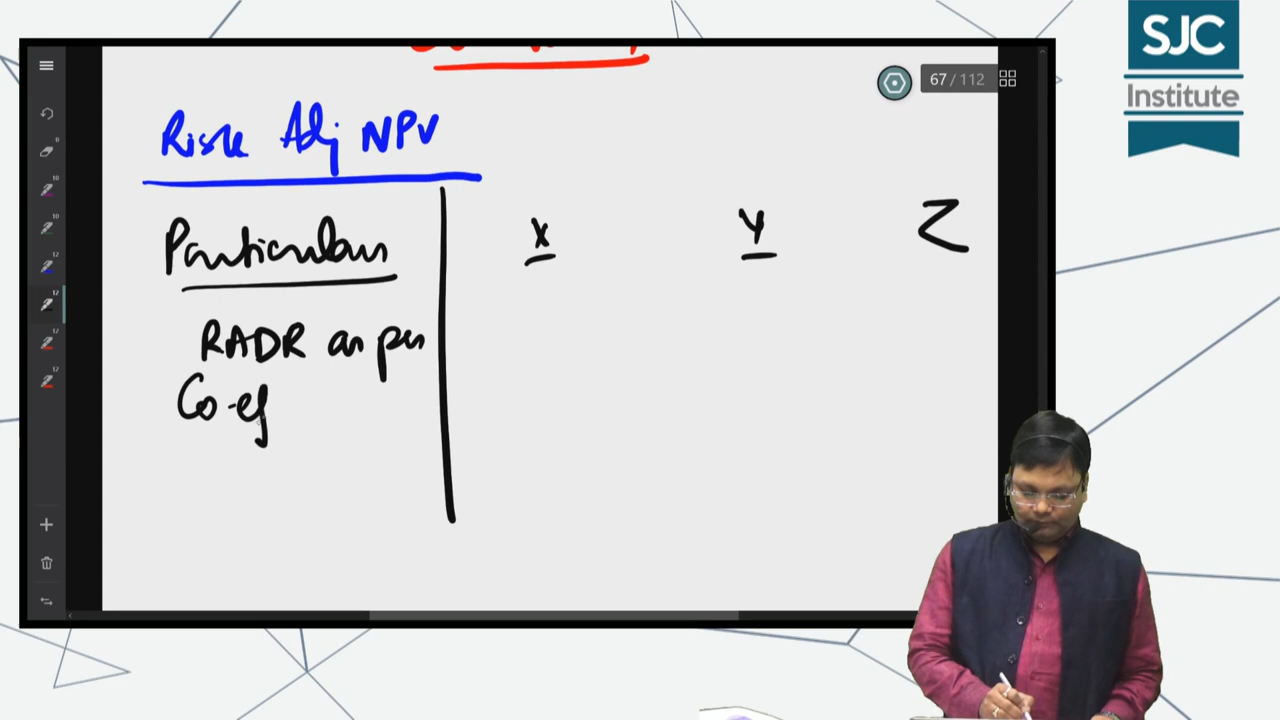 SJC
Institute
67 / 112
Risk Adj NPV
Particulars X Y Z
RADR as per
Co-ef